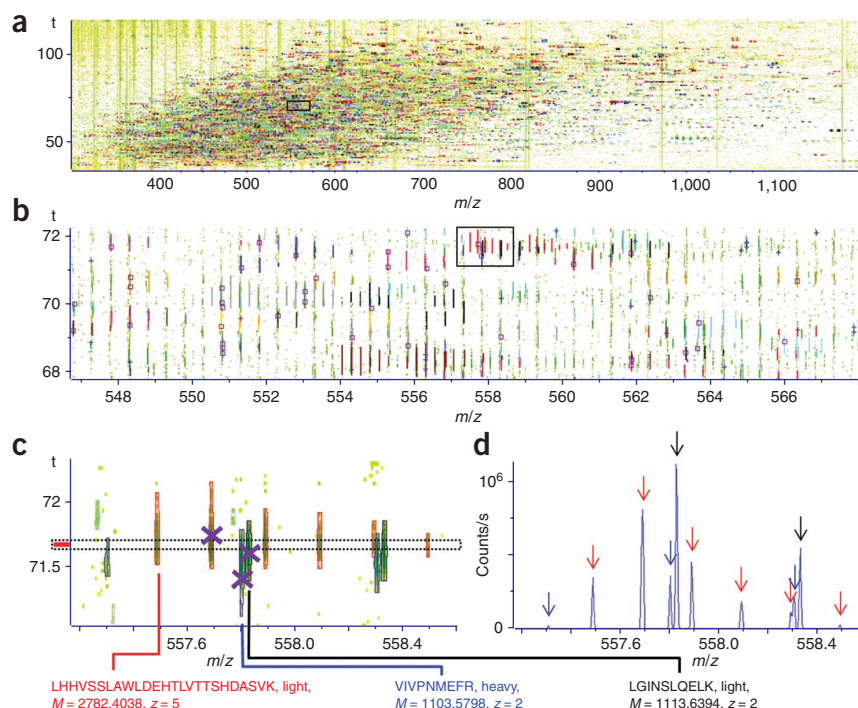 a
t
100
50
400 500 600 700 800 900 1,000 1,100
m/z
b
t
72
70
68
548 550 552 554 556 558 560 562 564 566
m/z
c
t
72
71.5
557.6 558.0 558.4
m/z
d
10⁶
Counts/s
0
557.6 558.0 558.4
m/z
LHHVSSLAWLDEHTLVTTSHDASVK, light,
M = 2782.4038, z = 5
VIVPNMEFR, heavy,
M = 1103.5798, z = 2
LGINSLQELK, light,
M = 1113.6394, z = 2